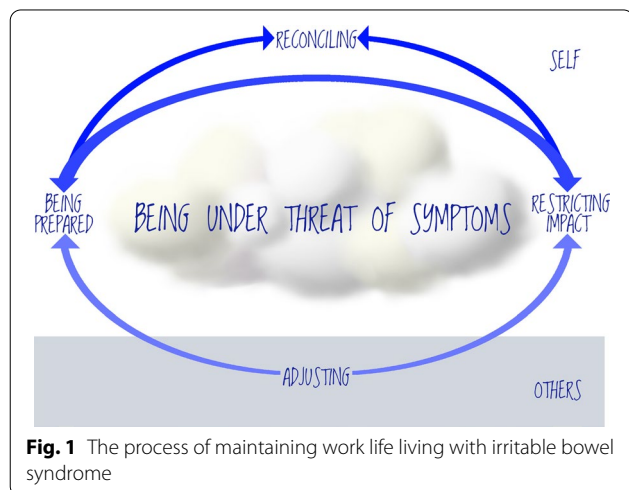 RECONCILING
SELF
BEING
PREPARED
BEING UNDER THREAT OF SYMPTOMS
RESTRICTING
IMPACT
ADJUSTING
OTHERS
Fig. 1 The process of maintaining work life living with irritable bowel
syndrome